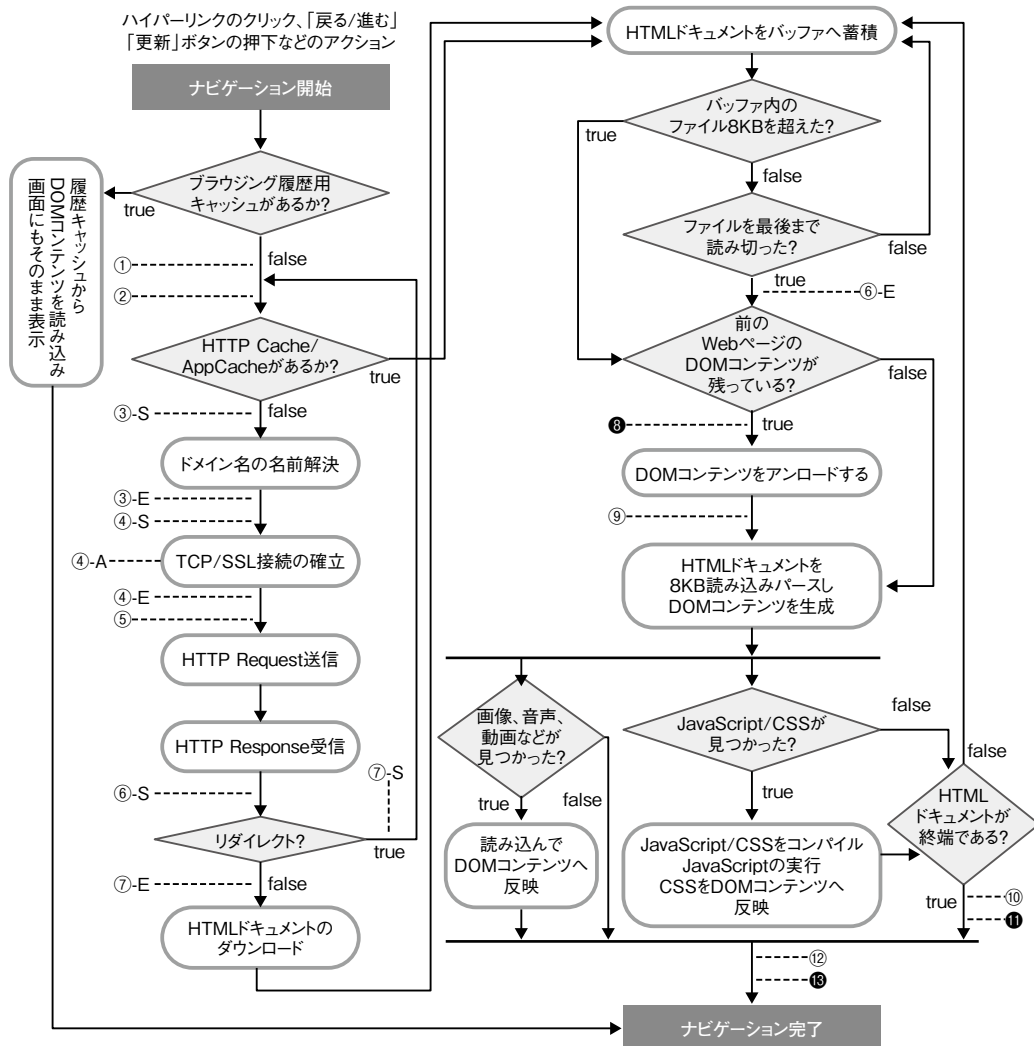 ハイパーリンクのクリック、「戻る/進む」
「更新」ボタンの押下などのアクション
ナビゲーション開始
ブラウジング履歴用
キャッシュがあるか?
true
false
履歴キャッシュから
DOMコンテンツを読み込み
画面にもそのまま表示
①
②
HTTP Cache/
AppCacheがあるか?
true
false
③-S
ドメイン名の名前解決
③-E
④-S
④-A
TCP/SSL接続の確立
④-E
⑤
HTTP Request送信
HTTP Response受信
⑥-S
⑦-S
リダイレクト?
true
⑦-E
false
HTMLドキュメントの
ダウンロード
HTMLドキュメントをバッファへ蓄積
バッファ内の
ファイル8KBを超えた?
true
false
ファイルを最後まで
読み切った?
false
true
⑥-E
前の
Webページの
DOMコンテンツが
残っている?
false
❽
true
DOMコンテンツをアンロードする
⑨
HTMLドキュメントを
8KB読み込みパースし
DOMコンテンツを生成
画像、音声、
動画などが
見つかった?
true
false
読み込んで
DOMコンテンツへ
反映
JavaScript/CSSが
見つかった?
false
true
JavaScript/CSSをコンパイル
JavaScriptの実行
CSSをDOMコンテンツへ
反映
false
HTML
ドキュメントが
終端である?
true
⑩
⓫
⑫
⓭
ナビゲーション完了